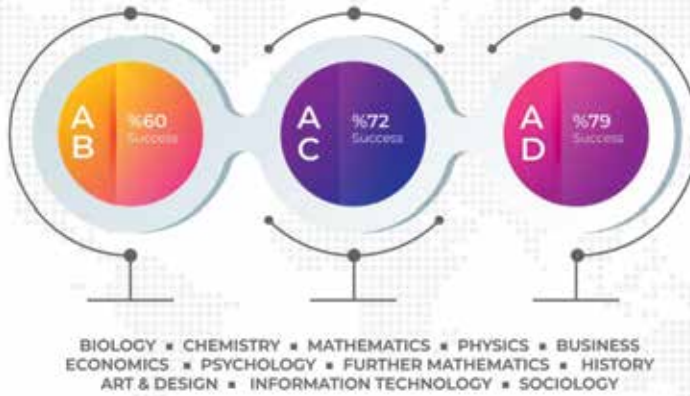 A
B
%60
Success
A
C
%72
Success
A
D
%79
Success
BIOLOGY ▪ CHEMISTRY ▪ MATHEMATICS ▪ PHYSICS ▪ BUSINESS
ECONOMICS ▪ PSYCHOLOGY ▪ FURTHER MATHEMATICS ▪ HISTORY
ART & DESIGN ▪ INFORMATION TECHNOLOGY ▪ SOCIOLOGY